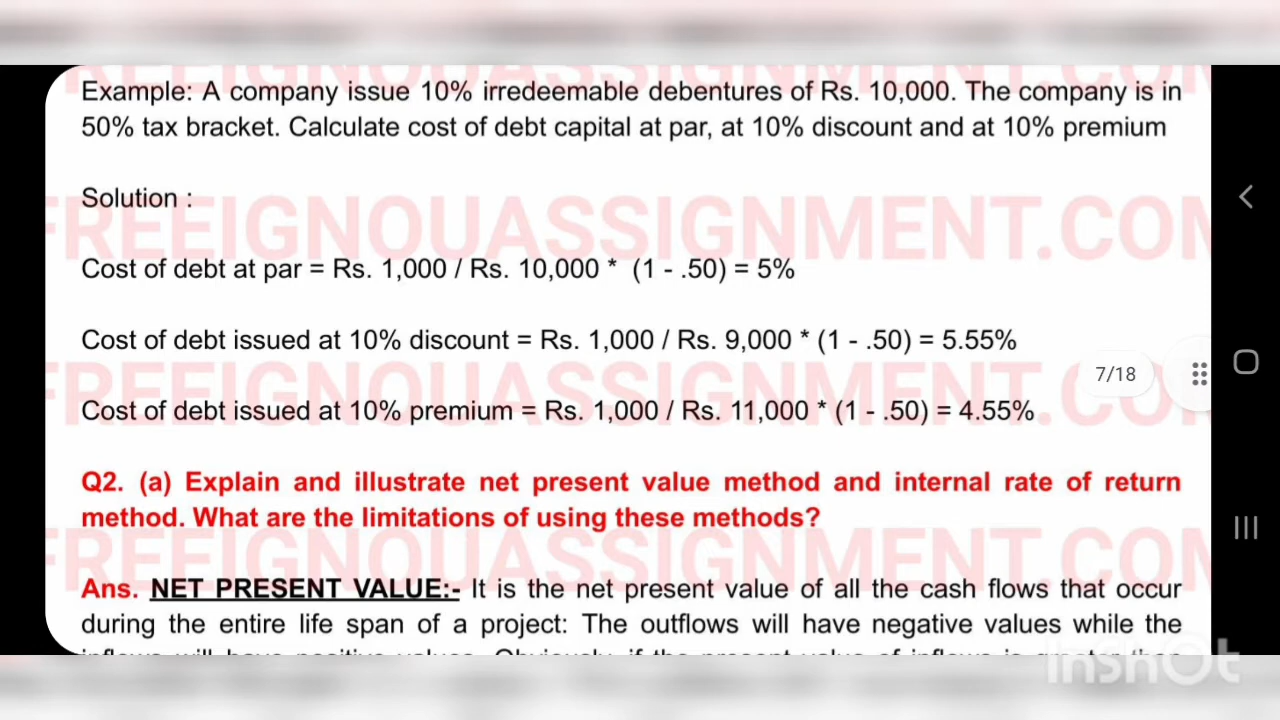 Example: A company issue 10% irredeemable debentures of Rs. 10,000. The company is in
50% tax bracket. Calculate cost of debt capital at par, at 10% discount and at 10% premium
Solution :
FREEIGNOUASSIGNMENT.COM
Cost of debt at par = Rs. 1,000 / Rs. 10,000 * (1 - .50) = 5%
Cost of debt issued at 10% discount = Rs. 1,000 / Rs. 9,000 * (1 - .50) = 5.55%
7/18
FREEIGNOUASSIGNMENT.CO
Cost of debt issued at 10% premium = Rs. 1,000 / Rs. 11,000 * (1 - .50) = 4.55%
Q2. (a) Explain and illustrate net present value method and internal rate of return
method. What are the limitations of using these methods?
FREEIGNOUASSIGNMENT.COM
Ans. NET PRESENT VALUE:- It is the net present value of all the cash flows that occur
during the entire life span of a project: The outflows will have negative values while the
InShOt